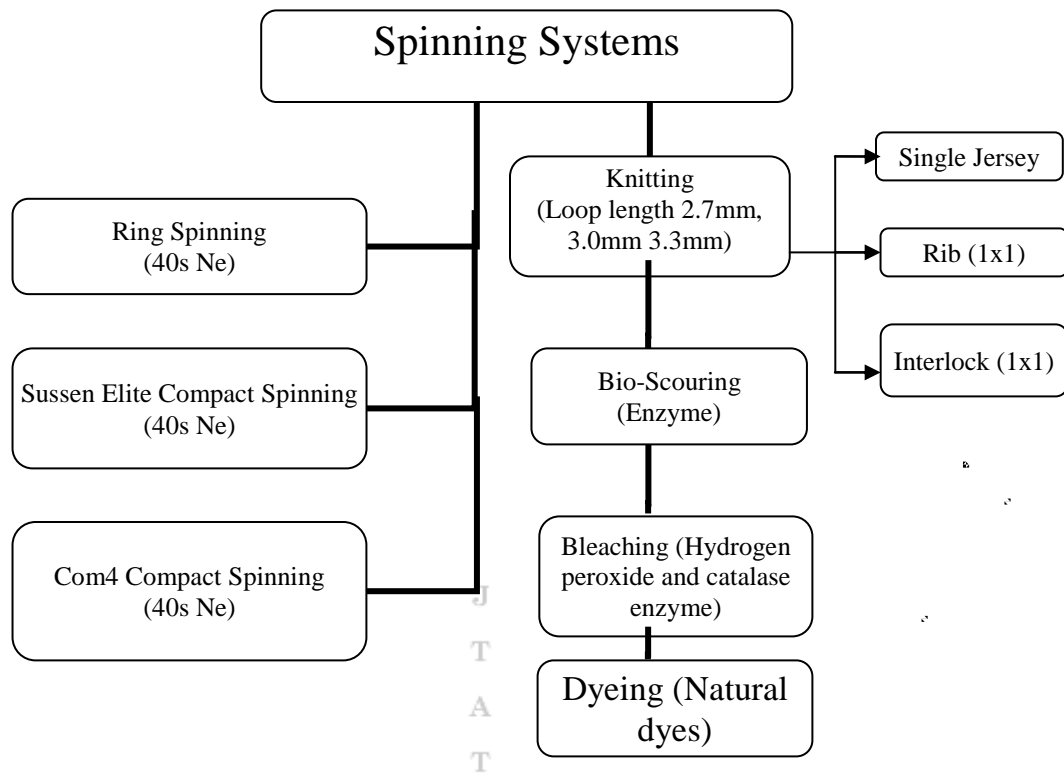 Spinning Systems
Ring Spinning
(40s Ne)
Sussen Elite Compact Spinning
(40s Ne)
Com4 Compact Spinning
(40s Ne)
Knitting
(Loop length 2.7mm,
3.0mm 3.3mm)
Bio-Scouring
(Enzyme)
Bleaching (Hydrogen
peroxide and catalase
enzyme)
Dyeing (Natural
dyes)
Single Jersey
Rib (1x1)
Interlock (1x1)
J
T
A
T